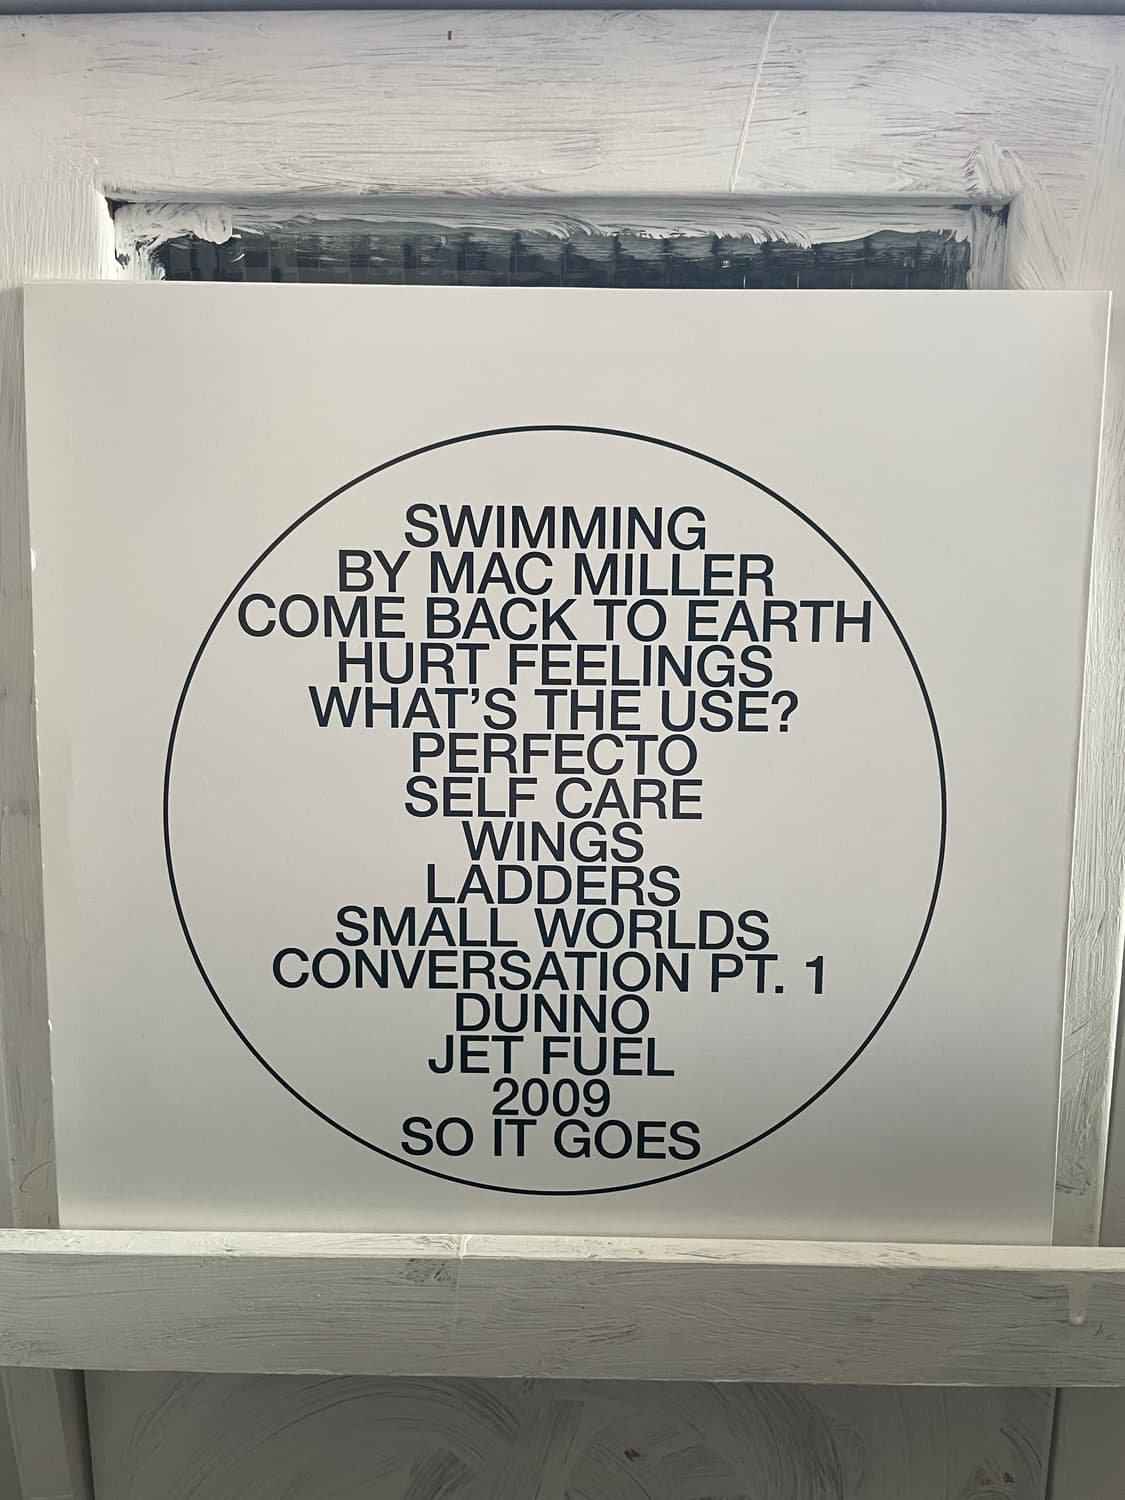 SWIMMING
BY MAC MILLER
COME BACK TO EARTH
HURT FEELINGS
WHAT'S THE USE?
PERFECTO
SELF CARE
WINGS
LADDERS
SMALL WORLDS
CONVERSATION PT. 1
DUNNO
JET FUEL
2009
SO IT GOES